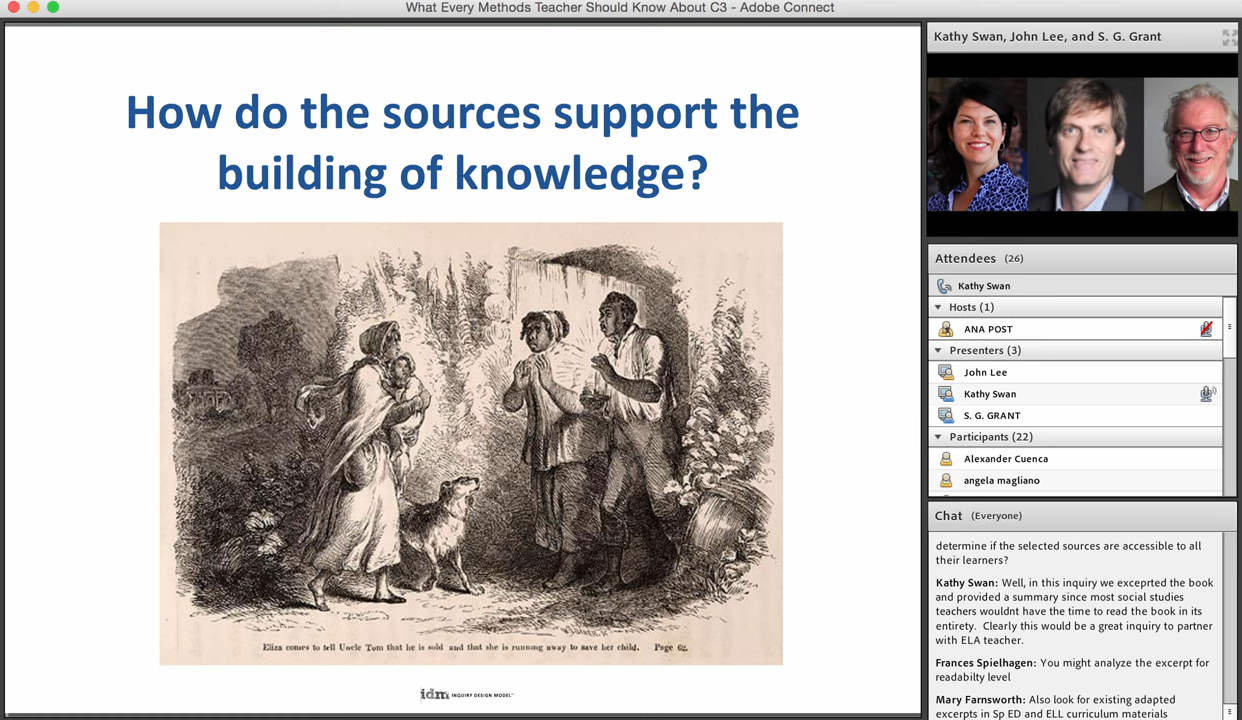 What Every Methods Teacher Should Know About C3 - Adobe Connect
How do the sources support the
building of knowledge?
Eliza comes to tell Uncle Tom that he is sold and that she is running away to save her child. Page 62.
idm INQUIRY DESIGN MODEL™
Kathy Swan, John Lee, and S. G. Grant
Attendees (26)
Kathy Swan
Hosts (1)
ANA POST
Presenters (3)
John Lee
Kathy Swan
S. G. GRANT
Participants (22)
Alexander Cuenca
angela magliano
Chat (Everyone)
determine if the selected sources are accessible to all
their learners?
Kathy Swan: Well, in this inquiry we exceprted the book
and provided a summary since most social studies
teachers wouldnt have the time to read the book in its
entirety. Clearly this would be a great inquiry to partner
with ELA teacher.
Frances Spielhagen: You might analyze the excerpt for
readabilty level
Mary Farnsworth: Also look for existing adapted
excerpts in Sp ED and ELL curriculum materials